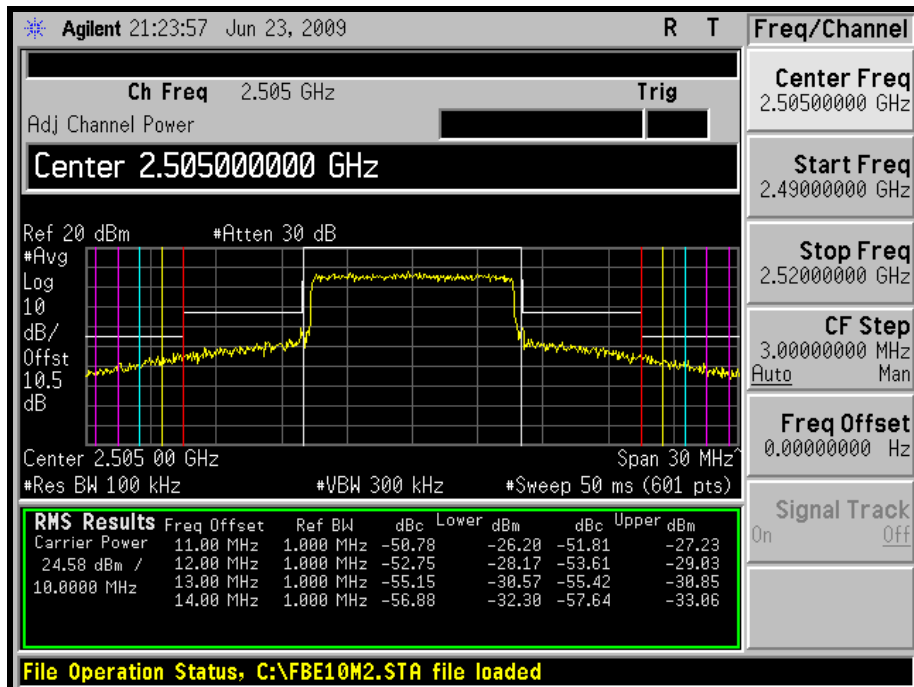 Agilent 21:23:57 Jun 23, 2009 R T
Ch Freq 2.505 GHz Trig
Adj Channel Power
Center 2.505000000 GHz
Ref 20 dBm #Atten 30 dB
#Avg
Log
10
dB/
Offst
10.5
dB
Center 2.505 00 GHz Span 30 MHz^
#Res BW 100 kHz #VBW 300 kHz #Sweep 50 ms (601 pts)
RMS Results Freq Offset Ref BW dBc Lower dBm dBc Upper dBm
Carrier Power 11.00 MHz 1.000 MHz -50.78 -26.20 -51.81 -27.23
24.58 dBm / 12.00 MHz 1.000 MHz -52.75 -28.17 -53.61 -29.03
10.0000 MHz 13.00 MHz 1.000 MHz -55.15 -30.57 -55.42 -30.85
14.00 MHz 1.000 MHz -56.88 -32.30 -57.64 -33.06
File Operation Status, C:\FBE10M2.STA file loaded
Freq/Channel
Center Freq
2.50500000 GHz
Start Freq
2.49000000 GHz
Stop Freq
2.52000000 GHz
CF Step
3.00000000 MHz
Auto Man
Freq Offset
0.00000000 Hz
Signal Track
On Off